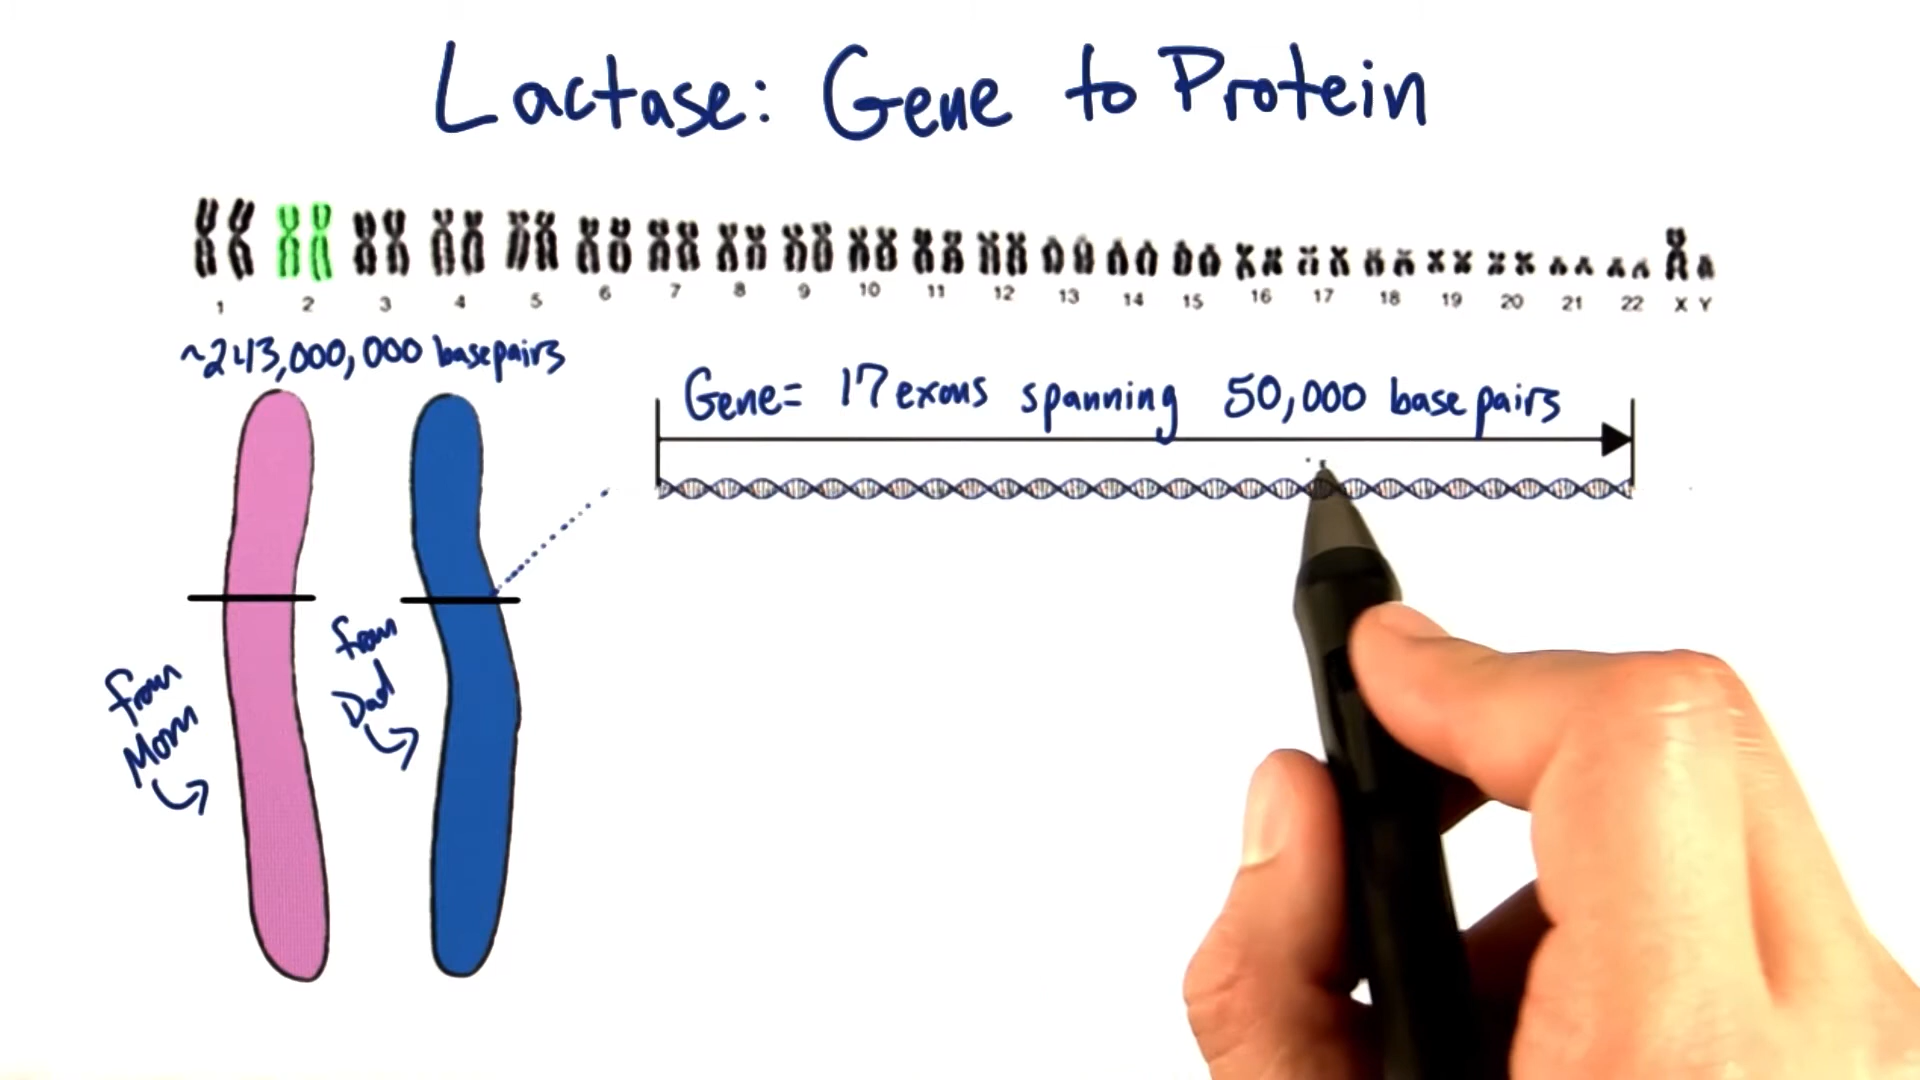 Lactase: Gene to Protein
1 2 3 4 5 6 7 8 9 10 11 12 13 14 15 16 17 18 19 20 21 22 X Y
~243,000,000 basepairs
Gene= 17 exons spanning 50,000 base pairs
from
Mom
from
Dad